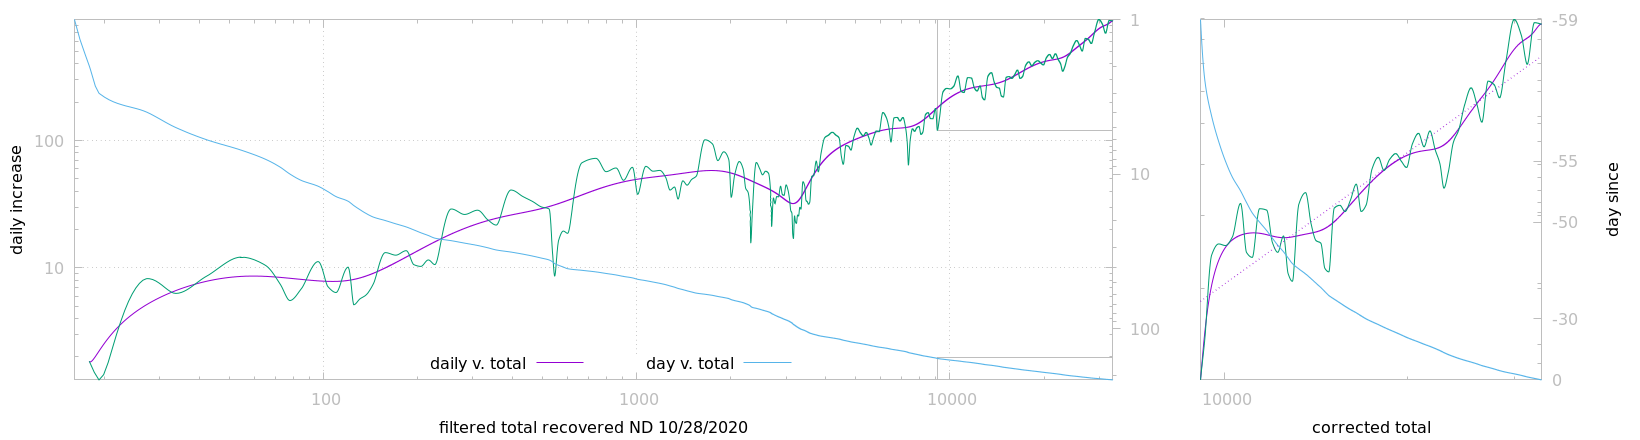 daily increase
100
10
daily v. total
day v. total
100
1000
10000
filtered total recovered ND 10/28/2020
1
10
100
10000
corrected total
-59
-55
-50
-30
0
day since